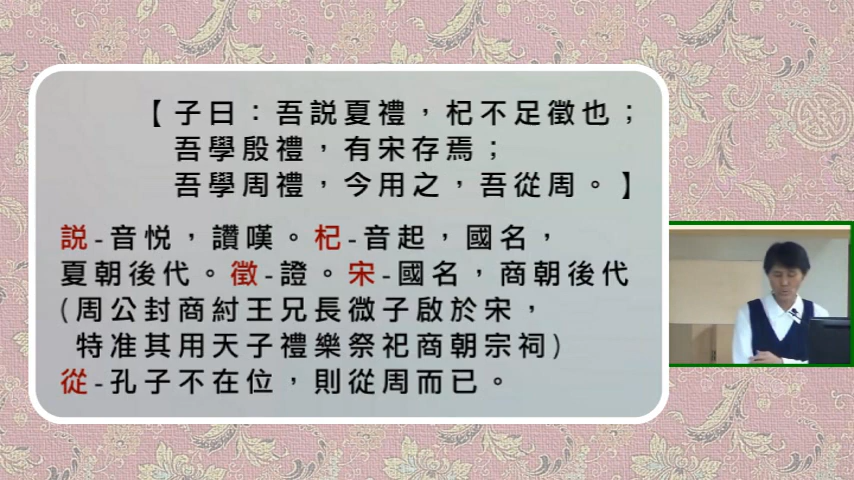 【子曰：吾説夏禮，杞不足徵也；
吾學殷禮，有宋存焉；
吾學周禮，今用之，吾從周。】
説-音悦，讚嘆。杞-音起，國名，
夏朝後代。徵-證。宋-國名，商朝後代
(周公封商紂王兄長微子啟於宋，
特准其用天子禮樂祭祀商朝宗祠)
從-孔子不在位，則從周而已。